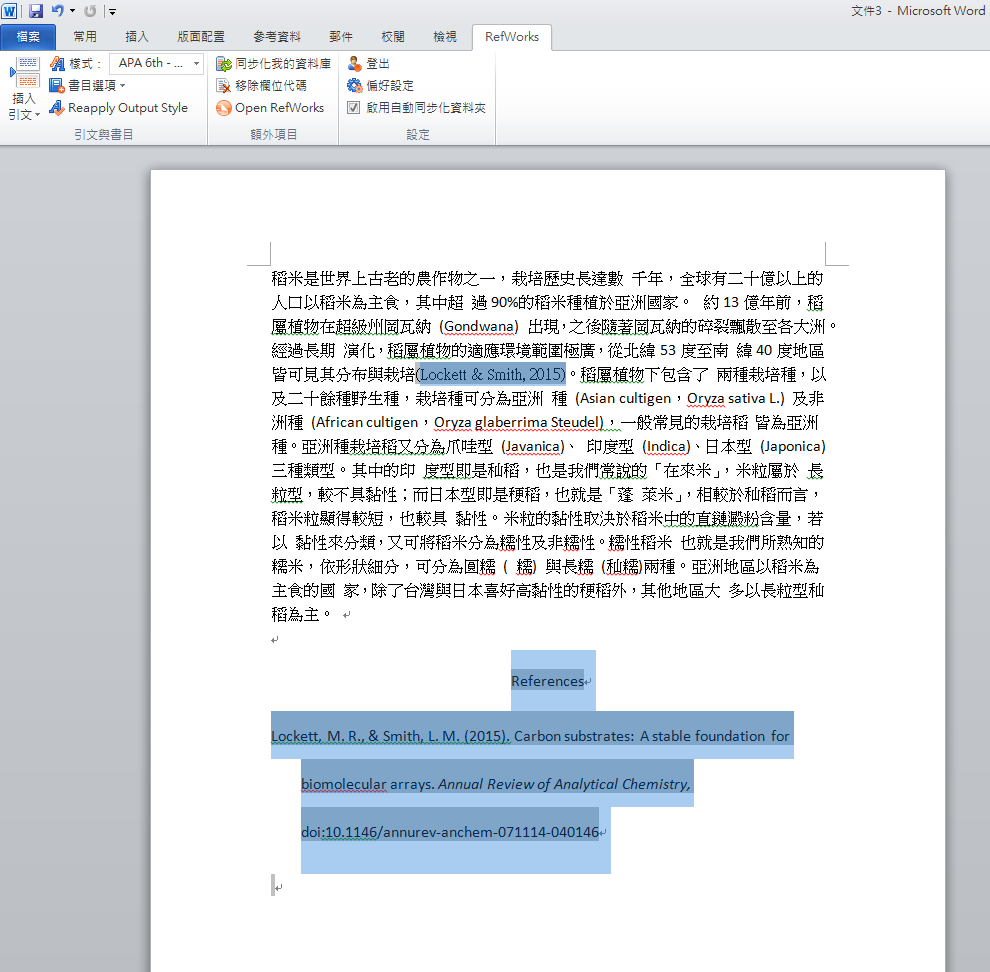 文件3 - Microsoft Word
檔案 常用 插入 版面配置 參考資料 郵件 校閱 檢視 RefWorks
插入
引文
樣式: APA 6th - ...
書目選項
Reapply Output Style
引文與書目
同步化我的資料庫
移除欄位代碼
Open RefWorks
額外項目
登出
偏好設定
啟用自動同步化資料夾
設定
稻米是世界上古老的農作物之一，栽培歷史長達數 千年，全球有二十億以上的
人口以稻米為主食，其中超 過 90%的稻米種植於亞洲國家。 約 13 億年前，稻
屬植物在超級州岡瓦納 (Gondwana) 出現，之後隨著岡瓦納的碎裂飄散至各大洲。
經過長期 演化，稻屬植物的適應環境範圍極廣，從北緯 53 度至南 緯 40 度地區
皆可見其分布與栽培(Lockett & Smith, 2015)。稻屬植物下包含了 兩種栽培種，以
及二十餘種野生種，栽培種可分為亞洲 種 (Asian cultigen，Oryza sativa L.) 及非
洲種 (African cultigen，Oryza glaberrima Steudel)，一般常見的栽培稻 皆為亞洲
種。亞洲種栽培稻又分為爪哇型 (Javanica)、 印度型 (Indica)、日本型 (Japonica)
三種類型。其中的印 度型即是秈稻，也是我們常說的「在來米」，米粒屬於 長
粒型，較不具黏性；而日本型即是稉稻，也就是「蓬 萊米」，相較於秈稻而言，
稻米粒顯得較短，也較具 黏性。米粒的黏性取決於稻米中的直鏈澱粉含量，若
以 黏性來分類，又可將稻米分為糯性及非糯性。糯性稻米 也就是我們所熟知的
糯米，依形狀細分，可分為圓糯 ( 糯) 與長糯 (秈糯)兩種。亞洲地區以稻米為
主食的國 家，除了台灣與日本喜好高黏性的稉稻外，其他地區大 多以長粒型秈
稻為主。
References
Lockett, M. R., & Smith, L. M. (2015). Carbon substrates: A stable foundation for
biomolecular arrays. Annual Review of Analytical Chemistry,
doi:10.1146/annurev-anchem-071114-040146